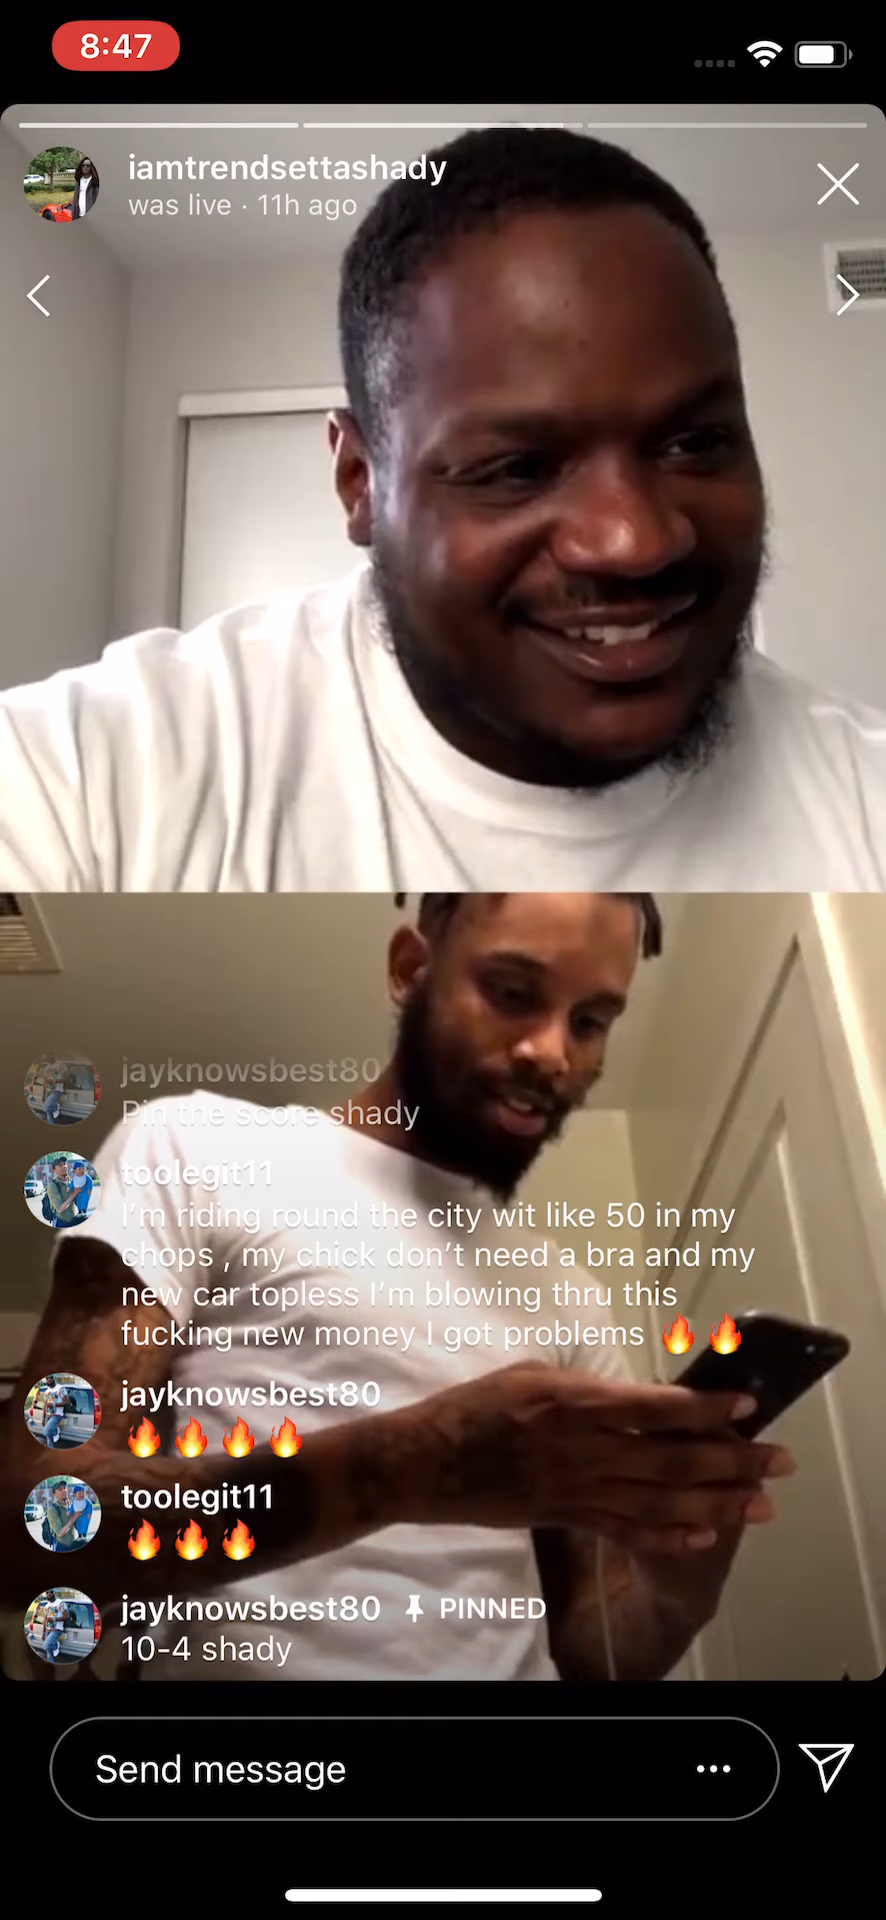 8:47
iamtrendsettashady
was live · 11h ago
jayknowsbest80
Pin the score shady
toolegit11
I'm riding round the city wit like 50 in my
chops , my chick don't need a bra and my
new car topless I'm blowing thru this
fucking new money I got problems 🔥 🔥
jayknowsbest80
🔥 🔥 🔥 🔥
toolegit11
🔥 🔥 🔥
jayknowsbest80 PINNED
10-4 shady
Send message